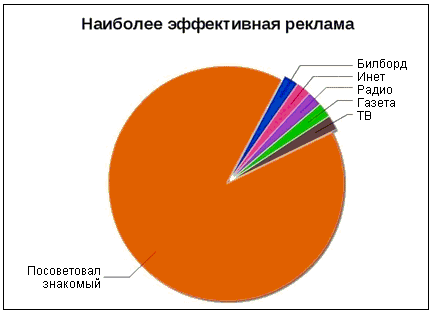 Наиболее эффективная реклама
Билборд
Инет
Радио
Газета
ТВ
Посоветовал
знакомый